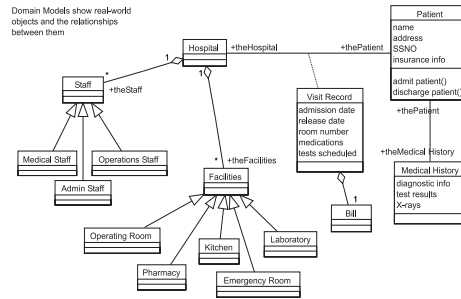 Domain Models show real-world
objects and the relationships
between them
Hospital
+theHospital
+thePatient
Patient
name
address
SSNO
insurance info
admit patient()
discharge patient()
1
1
*
+theStaff
Staff
Medical Staff
Operations Staff
Admin Staff
Visit Record
admission date
release date
room number
medications
tests scheduled
1
Bill
+thePatient
+theMedical History
Medical History
diagnostic info
test results
X-rays
*
+theFacilities
Facilities
Operating Room
Pharmacy
Kitchen
Emergency Room
Laboratory